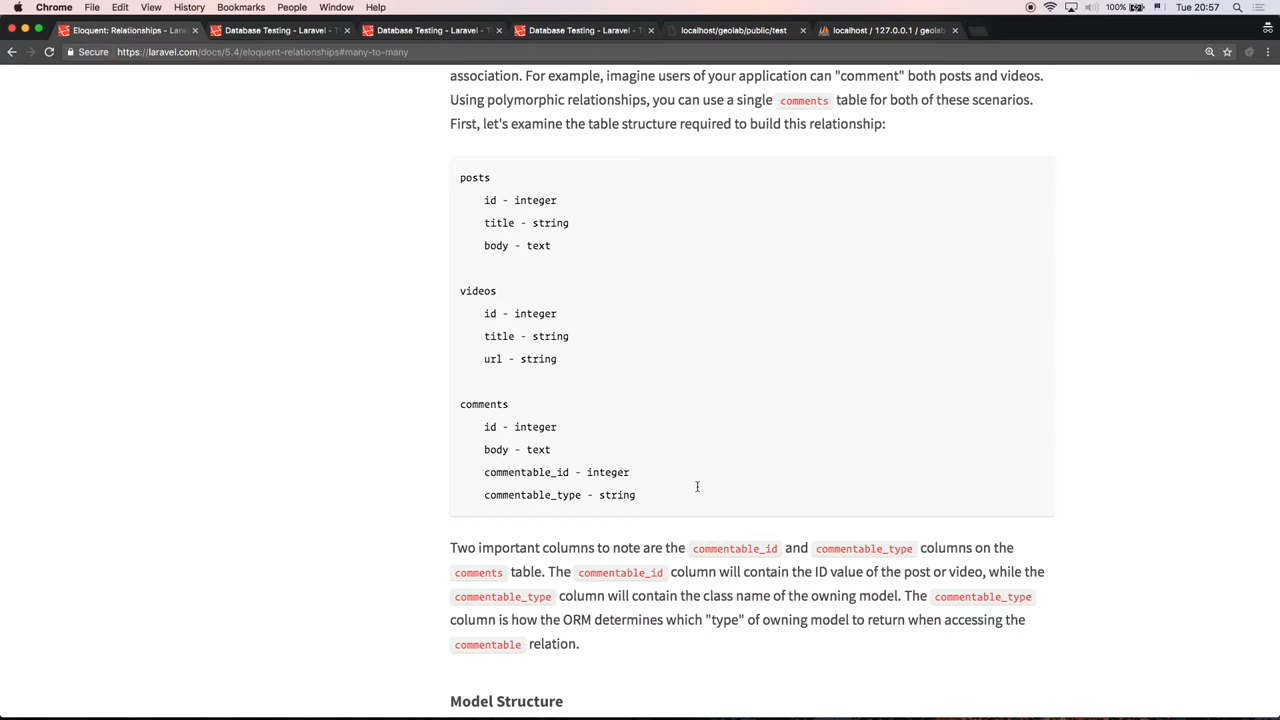 Chrome File Edit View History Bookmarks People Window Help 100% Tue 20:57
Eloquent: Relationships - Lara Database Testing - Laravel - T Database Testing - Laravel - T Database Testing - Laravel - T localhost/geolab/public/test localhost / 127.0.0.1 / geola
Secure https://laravel.com/docs/5.4/eloquent-relationships#many-to-many
association. For example, imagine users of your application can "comment" both posts and videos.
Using polymorphic relationships, you can use a single comments table for both of these scenarios.
First, let's examine the table structure required to build this relationship:
posts
id - integer
title - string
body - text
videos
id - integer
title - string
url - string
comments
id - integer
body - text
commentable_id - integer
commentable_type - string
Two important columns to note are the commentable_id and commentable_type columns on the
comments table. The commentable_id column will contain the ID value of the post or video, while the
commentable_type column will contain the class name of the owning model. The commentable_type
column is how the ORM determines which "type" of owning model to return when accessing the
commentable relation.
Model Structure